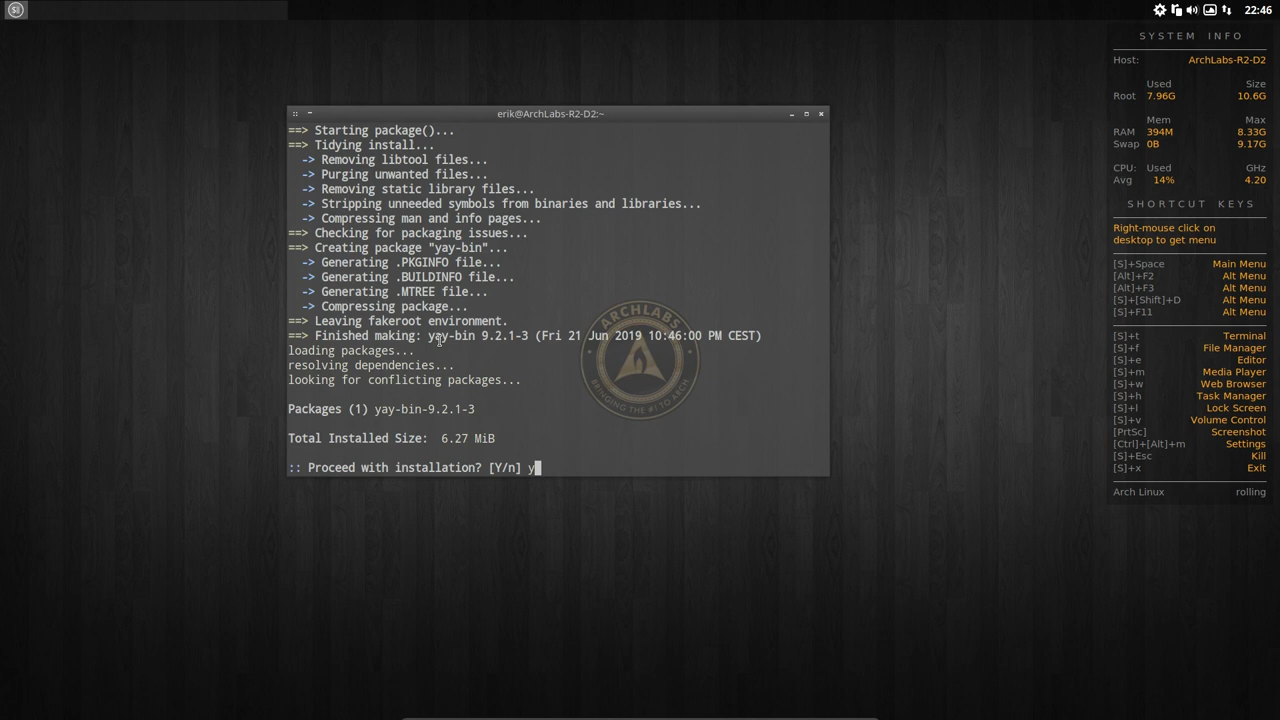 22:46
SYSTEM INFO
Host: ArchLabs-R2-D2
Used Size
Root 7.96G 10.6G
Mem Max
RAM 394M 8.33G
Swap 0B 9.17G
CPU: Used GHz
Avg 14% 4.20
SHORTCUT KEYS
Right-mouse click on
desktop to get menu
[S]+Space Main Menu
[Alt]+F2 Alt Menu
[Alt]+F3 Alt Menu
[S]+[Shift]+D Alt Menu
[S]+F11 Alt Menu
[S]+t Terminal
[S]+f File Manager
[S]+e Editor
[S]+m Media Player
[S]+w Web Browser
[S]+h Task Manager
[S]+l Lock Screen
[S]+v Volume Control
[PrtSc] Screenshot
[Ctrl]+[Alt]+m Settings
[S]+Esc Kill
[S]+x Exit
Arch Linux rolling
erik@ArchLabs-R2-D2:~
==> Starting package()...
==> Tidying install...
-> Removing libtool files...
-> Purging unwanted files...
-> Removing static library files...
-> Stripping unneeded symbols from binaries and libraries...
-> Compressing man and info pages...
==> Checking for packaging issues...
==> Creating package "yay-bin"...
-> Generating .PKGINFO file...
-> Generating .BUILDINFO file...
-> Generating .MTREE file...
-> Compressing package...
==> Leaving fakeroot environment.
==> Finished making: yay-bin 9.2.1-3 (Fri 21 Jun 2019 10:46:00 PM CEST)
loading packages...
resolving dependencies...
looking for conflicting packages...
Packages (1) yay-bin-9.2.1-3
Total Installed Size: 6.27 MiB
:: Proceed with installation? [Y/n] y
ARCHLABS
BRINGING THE #! TO ARCH